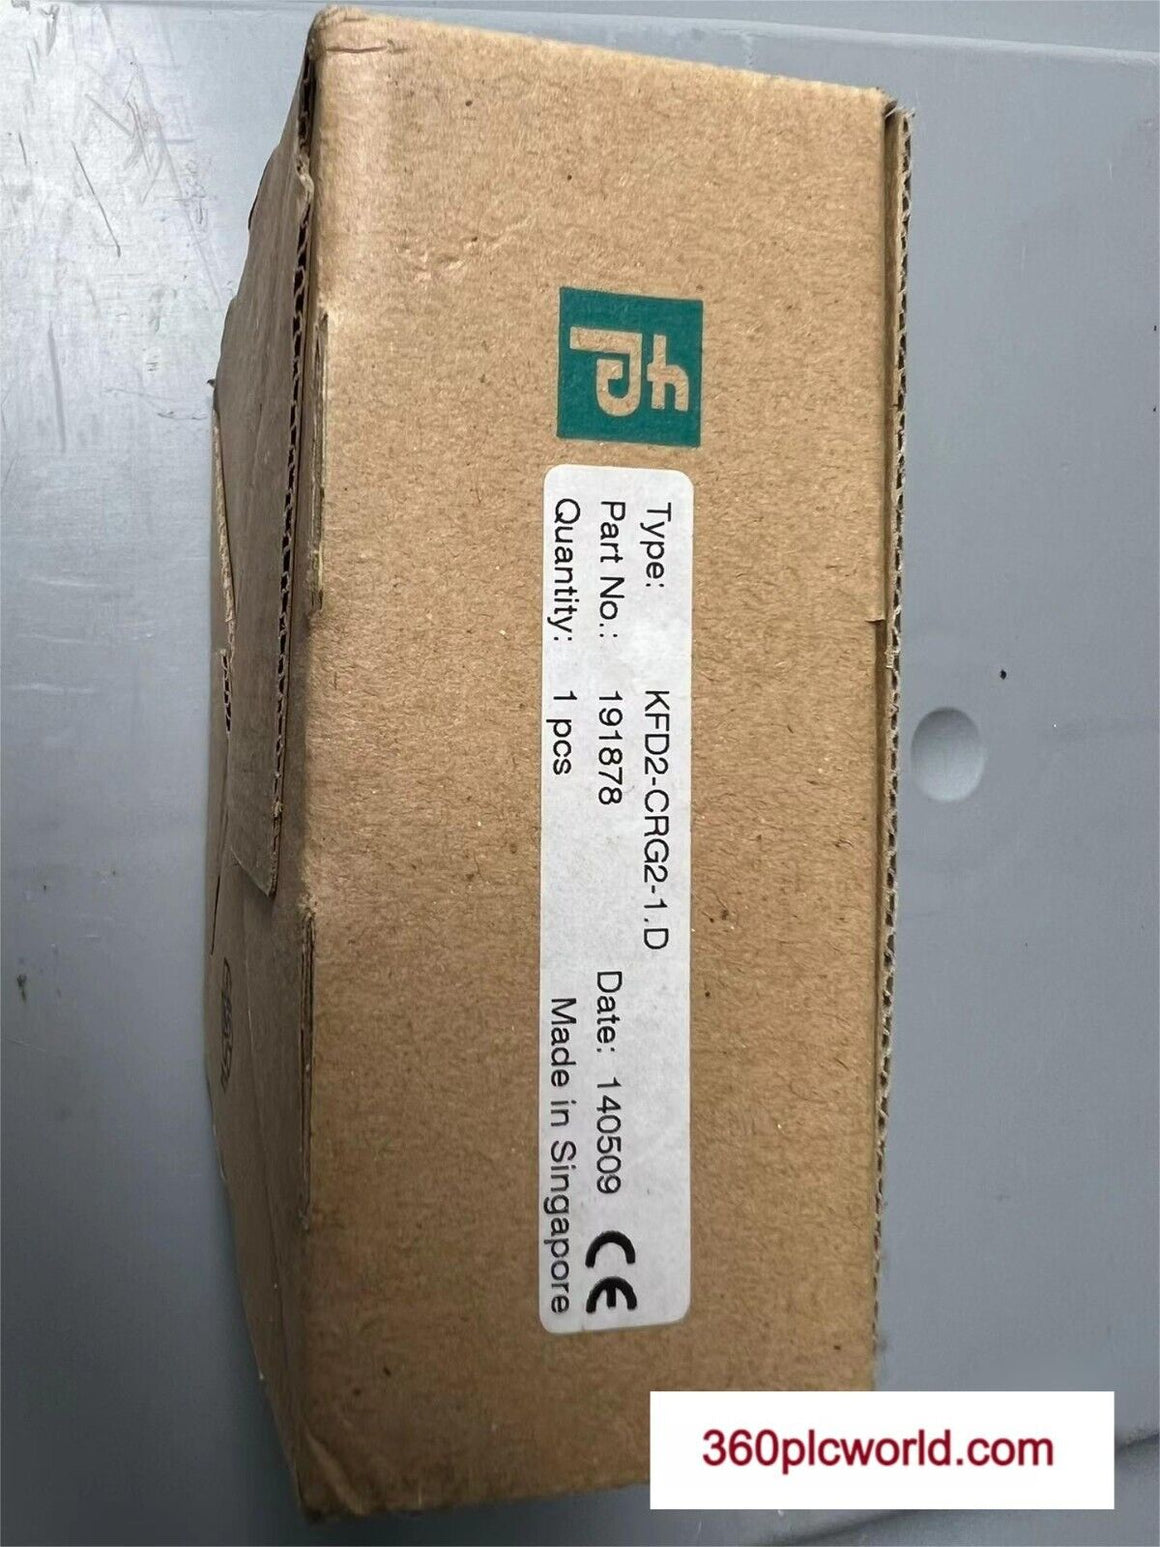 Type: KFD2-CRG2-1.D
Part No.: 191878 Date: 140509 CE
Quantity: 1 pcs Made in Singapore
360plcworld.com